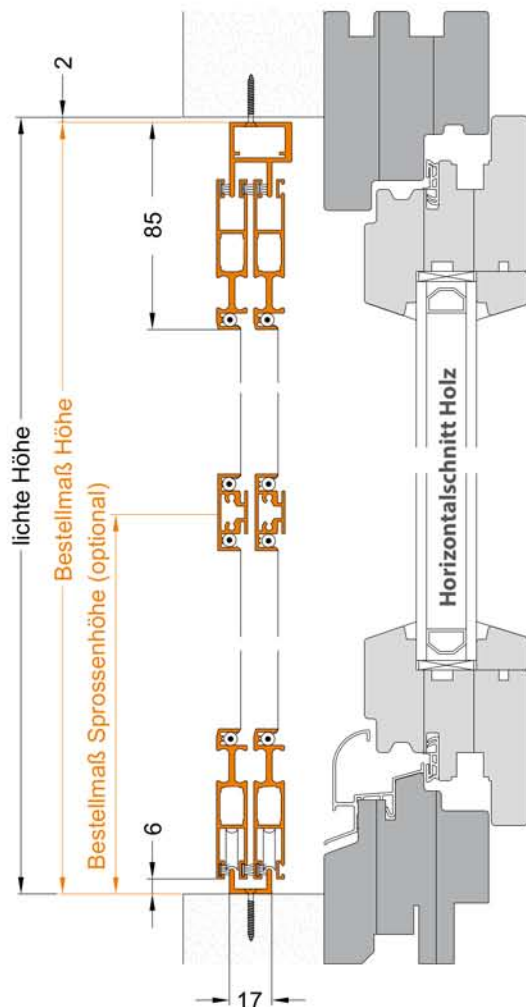 2
85
lichte Höhe
Bestellmaß Höhe
Bestellmaß Sprossenhöhe (optional)
Horizontalschnitt Holz
6
17